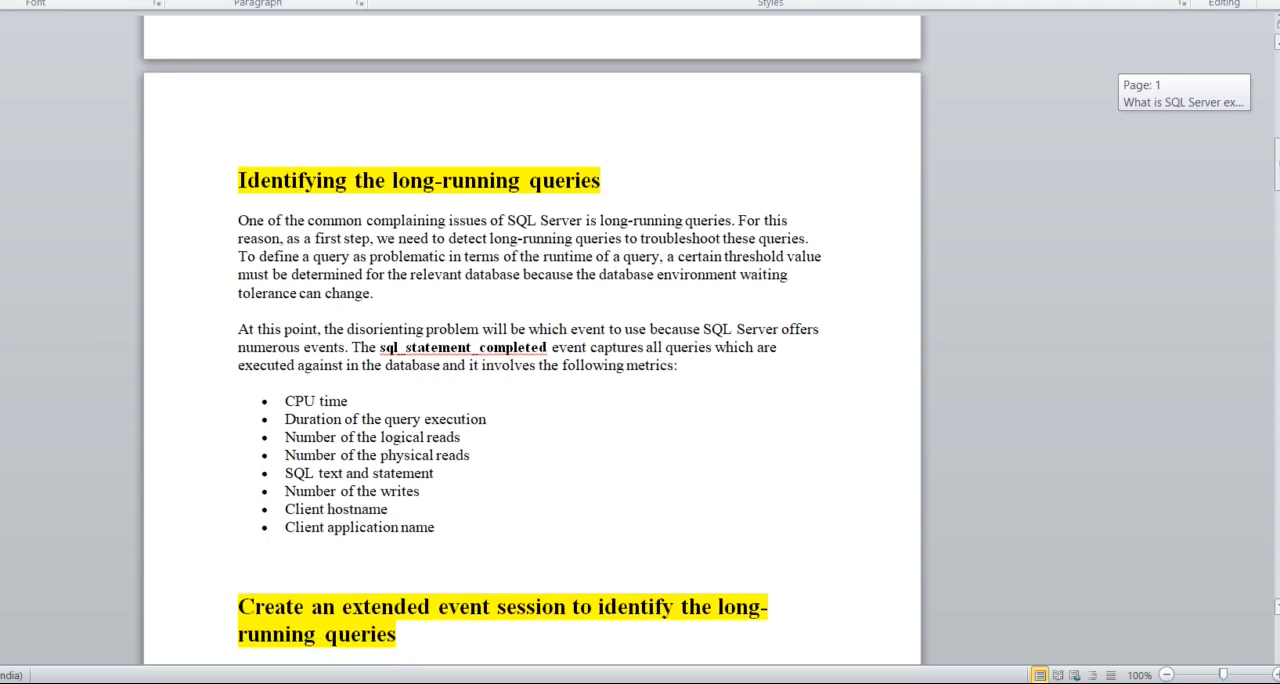 Font
Paragraph
Styles
Editing
Page: 1
What is SQL Server ex...
Identifying the long-running queries
One of the common complaining issues of SQL Server is long-running queries. For this
reason, as a first step, we need to detect long-running queries to troubleshoot these queries.
To define a query as problematic in terms of the runtime of a query, a certain threshold value
must be determined for the relevant database because the database environment waiting
tolerance can change.
At this point, the disorienting problem will be which event to use because SQL Server offers
numerous events. The sql_statement_completed event captures all queries which are
executed against in the database and it involves the following metrics:
• CPU time
• Duration of the query execution
• Number of the logical reads
• Number of the physical reads
• SQL text and statement
• Number of the writes
• Client hostname
• Client application name
Create an extended event session to identify the long-
running queries
ndia)
100%